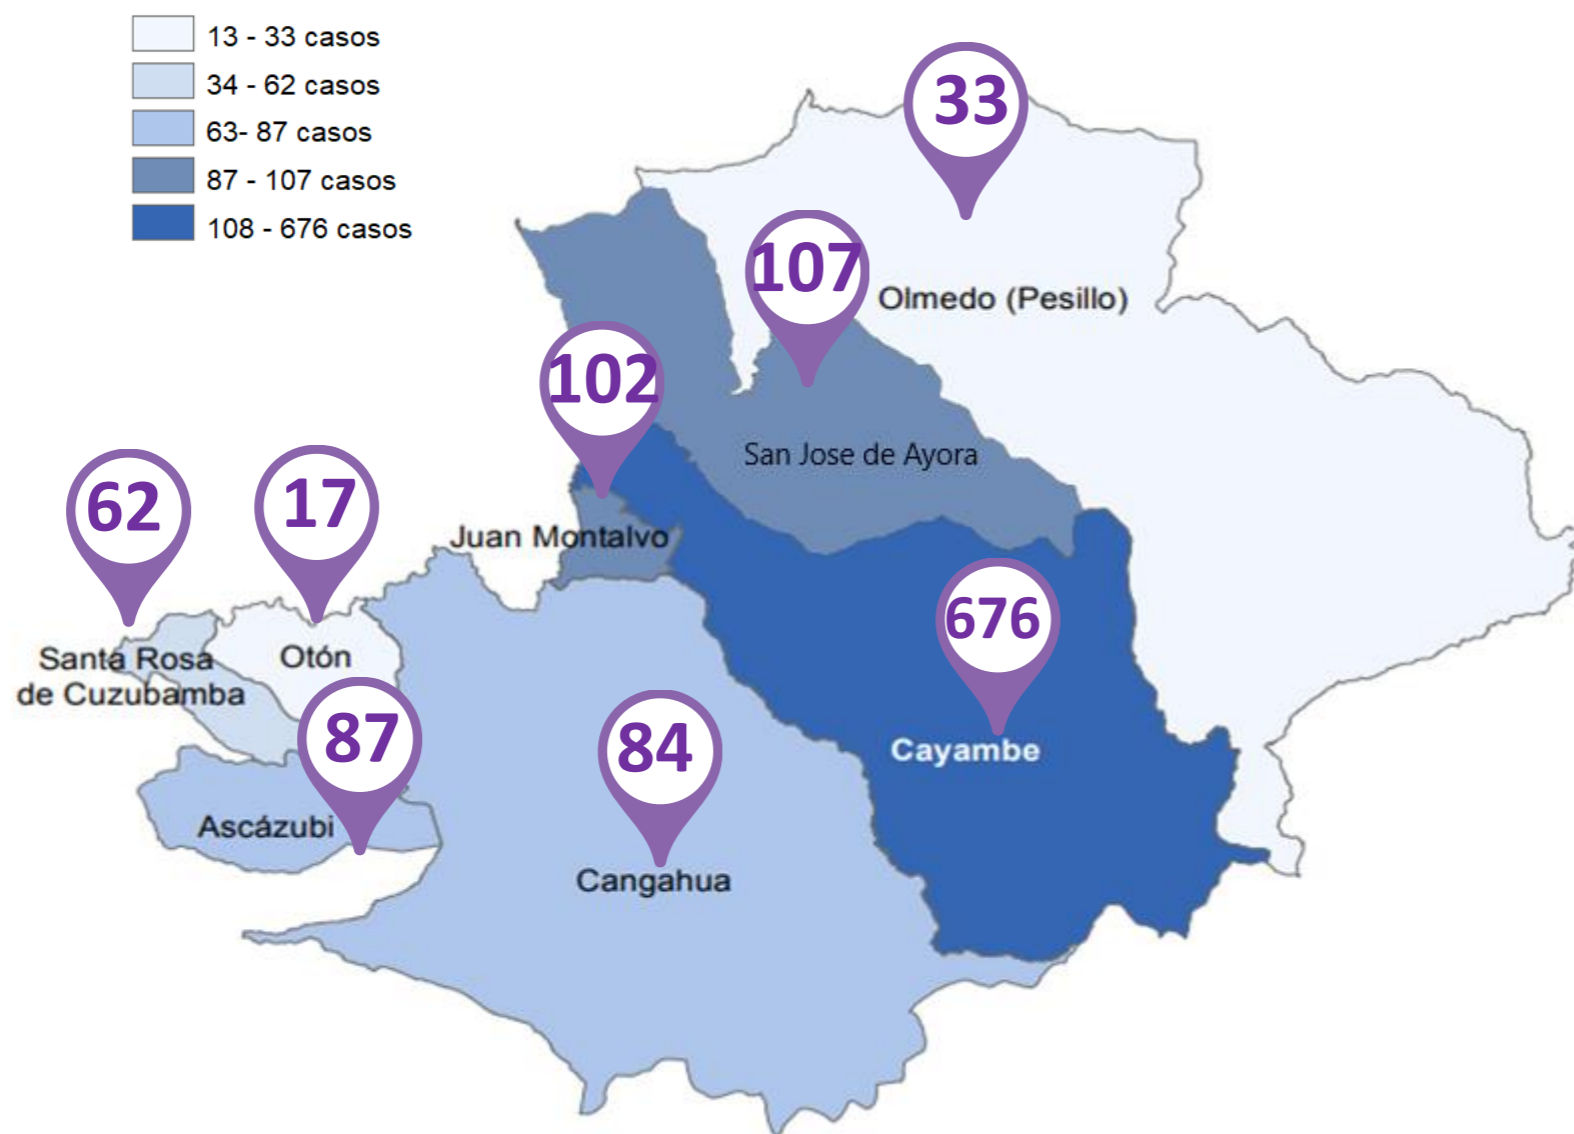 13 - 33 casos
34 - 62 casos
63- 87 casos
87 - 107 casos
108 - 676 casos
33
107
Olmedo (Pesillo)
102
San Jose de Ayora
62
17
Juan Montalvo
676
Santa Rosa
de Cuzubamba
Otón
87
84
Cayambe
Ascázubi
Cangahua